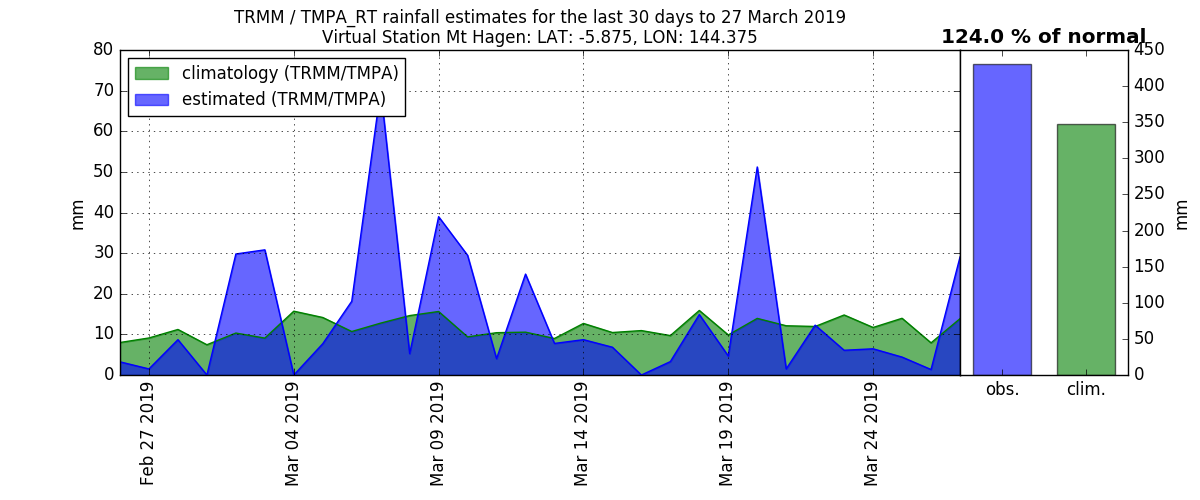 TRMM / TMPA_RT rainfall estimates for the last 30 days to 27 March 2019
Virtual Station Mt Hagen: LAT: -5.875, LON: 144.375
124.0 % of normal
climatology (TRMM/TMPA)
estimated (TRMM/TMPA)
80
70
60
50
40
30
20
10
0
mm
Feb 27 2019
Mar 04 2019
Mar 09 2019
Mar 14 2019
Mar 19 2019
Mar 24 2019
obs.
clim.
450
400
350
300
250
200
150
100
50
0
mm